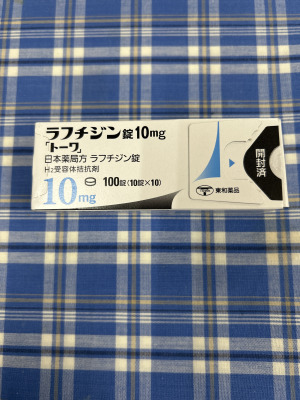 ラフチジン錠10mg
「トーワ」
日本薬局方 ラフチジン錠
H₂受容体拮抗剤
10mg
100錠(10錠×10)
東和薬品
開封済